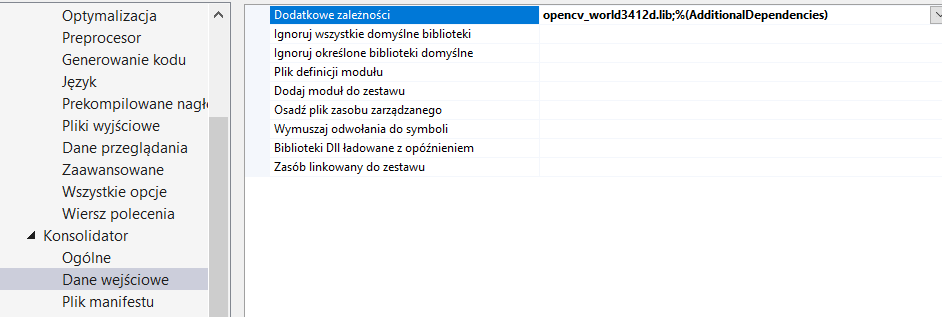 Optymalizacja
Preprocesor
Generowanie kodu
Język
Prekompilowane nagło
Pliki wyjściowe
Dane przeglądania
Zaawansowane
Wszystkie opcje
Wiersz polecenia
Konsolidator
Ogólne
Dane wejściowe
Plik manifestu
Dodatkowe zależności opencv_world3412d.lib;%(AdditionalDependencies)
Ignoruj wszystkie domyślne biblioteki
Ignoruj określone biblioteki domyślne
Plik definicji modułu
Dodaj moduł do zestawu
Osadź plik zasobu zarządzanego
Wymuszaj odwołania do symboli
Biblioteki Dll ładowane z opóźnieniem
Zasób linkowany do zestawu